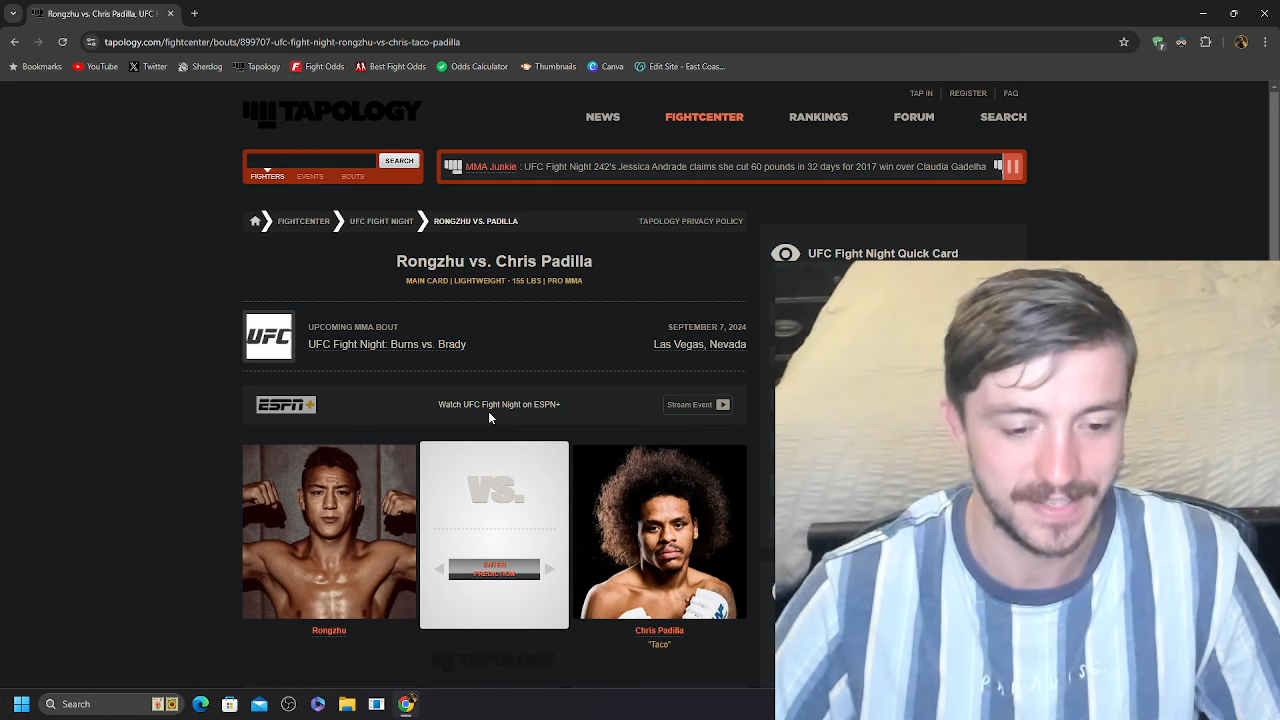 Rongzhu vs. Chris Padilla, UFC F
tapology.com/fightcenter/bouts/899707-ufc-fight-night-rongzhu-vs-chris-taco-padilla
Bookmarks YouTube Twitter Sherdog Tapology Fight Odds Best Fight Odds Odds Calculator Thumbnails Canva Edit Site - East Coas...
TAP IN REGISTER FAQ
TAPOLOGY
NEWS FIGHTCENTER RANKINGS FORUM SEARCH
SEARCH
FIGHTERS EVENTS BOUTS
MMA Junkie : UFC Fight Night 242's Jessica Andrade claims she cut 60 pounds in 32 days for 2017 win over Claudia Gadelha
FIGHTCENTER UFC FIGHT NIGHT RONGZHU VS. PADILLA TAPOLOGY PRIVACY POLICY
UFC Fight Night Quick Card
Rongzhu vs. Chris Padilla
MAIN CARD | LIGHTWEIGHT · 155 LBS | PRO MMA
UFC
UPCOMING MMA BOUT SEPTEMBER 7, 2024
UFC Fight Night: Burns vs. Brady Las Vegas, Nevada
ESPN+ Watch UFC Fight Night on ESPN+ Stream Event
VS.
ENTER
PREDICTION
Rongzhu Chris Padilla
"Taco"
TAPOLOGY
Search